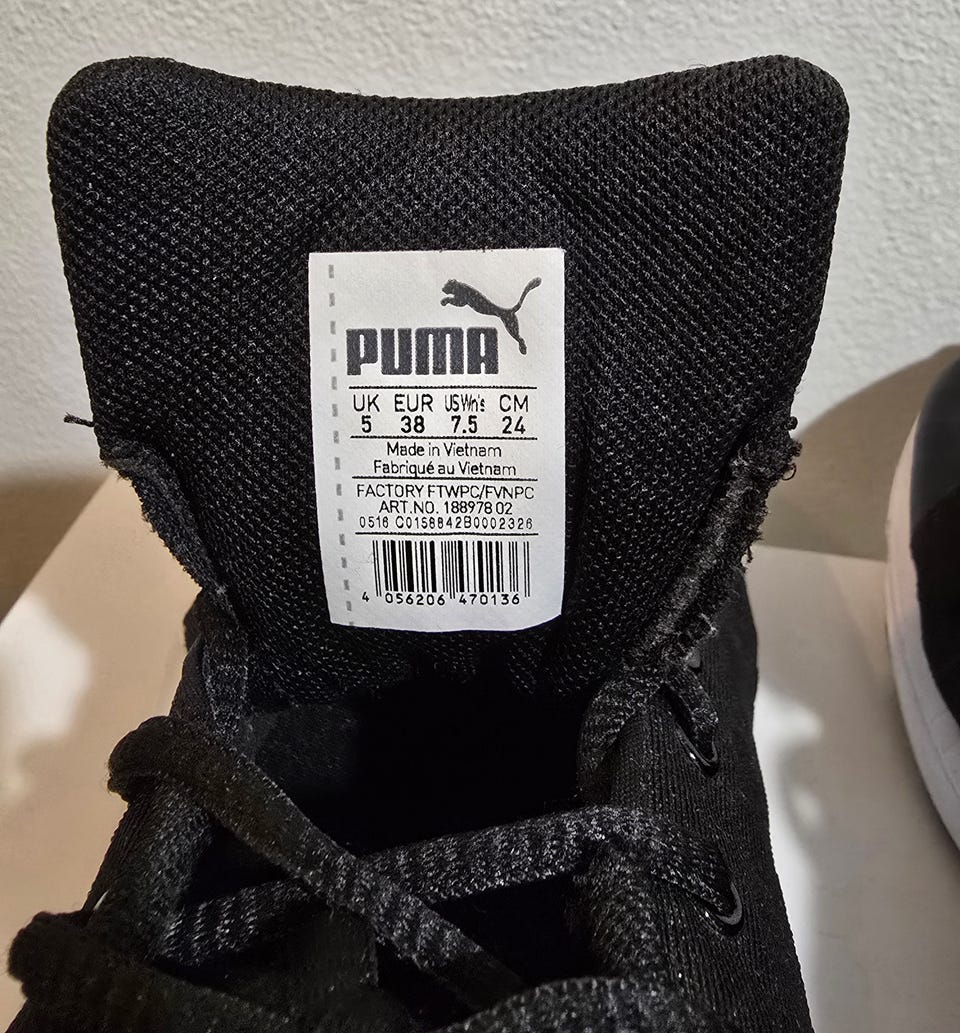 PUMA
UK EUR US Wn's CM
5 38 7.5 24
Made in Vietnam
Fabriqué au Vietnam
FACTORY FTWPC/FVNPC
ART.NO. 188978 02
0516 C0158842B0002326
4 056206 470136